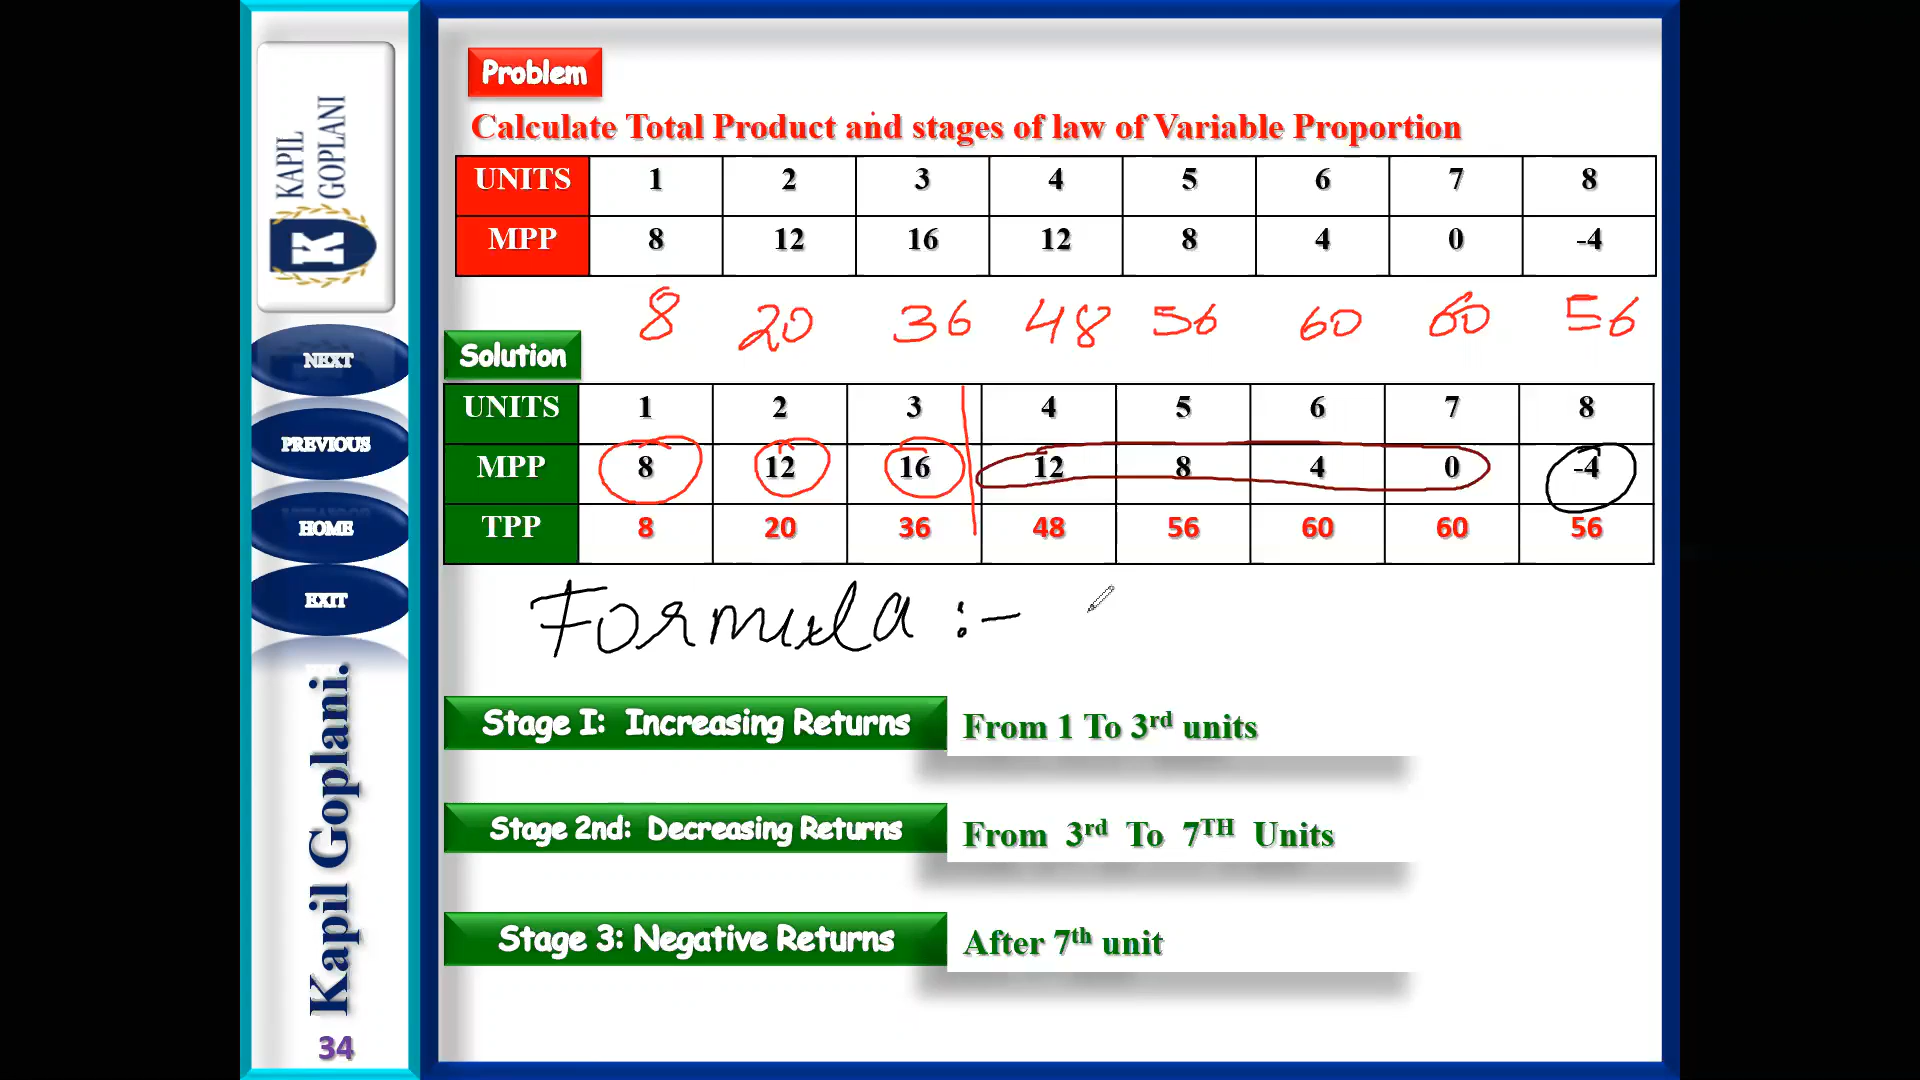 KAPIL
GOPLANI
K
NEXT
PREVIOUS
HOME
EXIT
Kapil Goplani.
34
Problem
Calculate Total Product and stages of law of Variable Proportion
UNITS 1 2 3 4 5 6 7 8
MPP 8 12 16 12 8 4 0 -4
8 20 36 48 56 60 60 56
Solution
UNITS 1 2 3 4 5 6 7 8
MPP 8 12 16 12 8 4 0 -4
TPP 8 20 36 48 56 60 60 56
Formula :-
Stage I: Increasing Returns From 1 To 3rd units
Stage 2nd: Decreasing Returns From 3rd To 7TH Units
Stage 3: Negative Returns After 7th unit